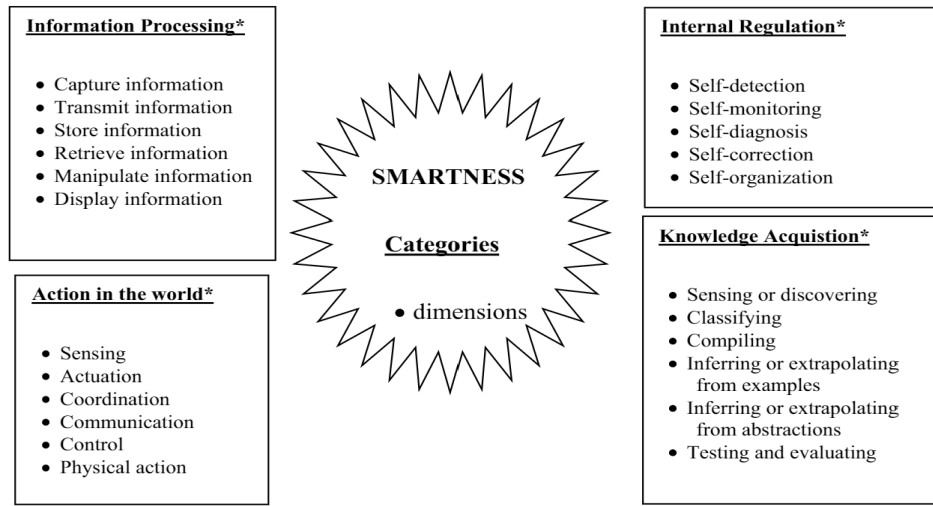 Information Processing*
• Capture information
• Transmit information
• Store information
• Retrieve information
• Manipulate information
• Display information
Action in the world*
• Sensing
• Actuation
• Coordination
• Communication
• Control
• Physical action
SMARTNESS
Categories
• dimensions
Internal Regulation*
• Self-detection
• Self-monitoring
• Self-diagnosis
• Self-correction
• Self-organization
Knowledge Acquistion*
• Sensing or discovering
• Classifying
• Compiling
• Inferring or extrapolating
from examples
• Inferring or extrapolating
from abstractions
• Testing and evaluating